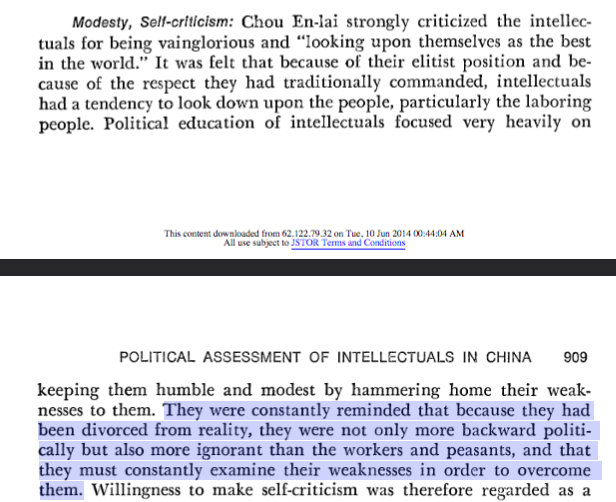 Modesty, Self-criticism: Chou En-lai strongly criticized the intellec-
tuals for being vainglorious and “looking upon themselves as the best
in the world.” It was felt that because of their elitist position and be-
cause of the respect they had traditionally commanded, intellectuals
had a tendency to look down upon the people, particularly the laboring
people. Political education of intellectuals focused very heavily on
This content downloaded from 62.122.79.32 on Tue, 10 Jun 2014 00:44:04 AM
All use subject to JSTOR Terms and Conditions
POLITICAL ASSESSMENT OF INTELLECTUALS IN CHINA 909
keeping them humble and modest by hammering home their weak-
nesses to them. They were constantly reminded that because they had
been divorced from reality, they were not only more backward politi-
cally but also more ignorant than the workers and peasants, and that
they must constantly examine their weaknesses in order to overcome
them. Willingness to make self-criticism was therefore regarded as a